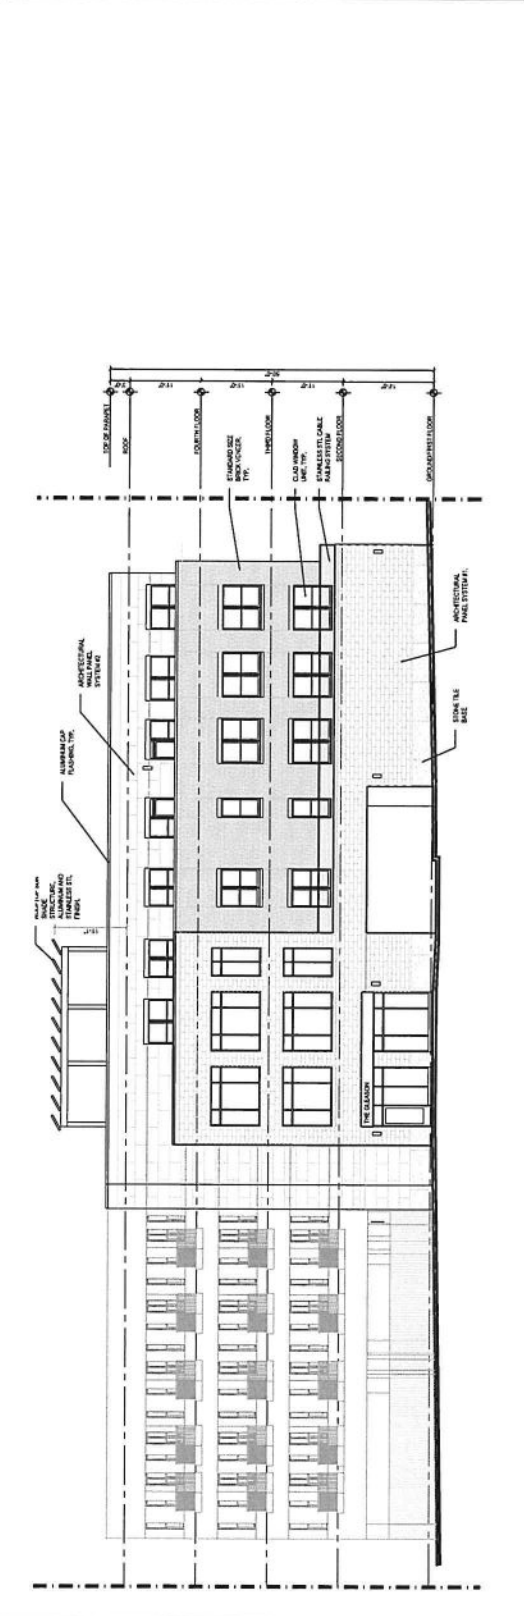 SHADE
STRUCTURE,
ALUMINUM AND
STAINLESS STL
FINISH.
ALUMINUM CAP
FLASHING, TYP.
ARCHITECTURAL
WALL PANEL
SYSTEM #2
TOP OF PARAPET
ROOF
FOURTH FLOOR
STANDARD SIZE
BRICK VENEER,
TYP.
THIRD FLOOR
CLAD WINDOW
UNIT, TYP.
STAINLESS STL CABLE
RAILING SYSTEM
SECOND FLOOR
GROUND/FIRST FLOOR
THE GLEASON
STONE TILE
BASE
ARCHITECTURAL
PANEL SYSTEM #1,